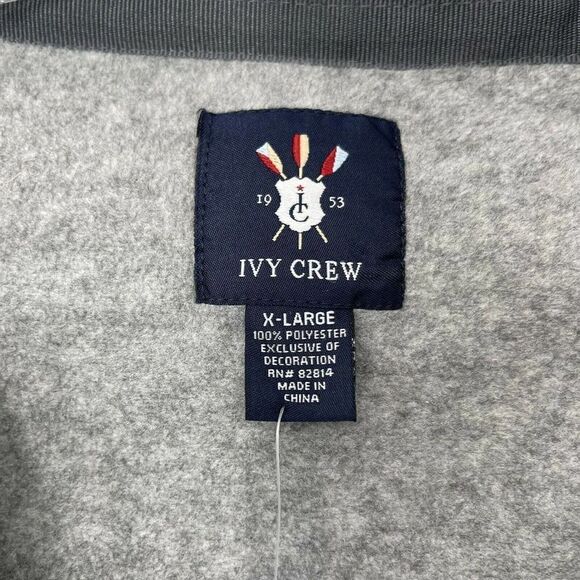 19 IC 53
IVY CREW
X-LARGE
100% POLYESTER
EXCLUSIVE OF
DECORATION
RN# 82814
MADE IN
CHINA